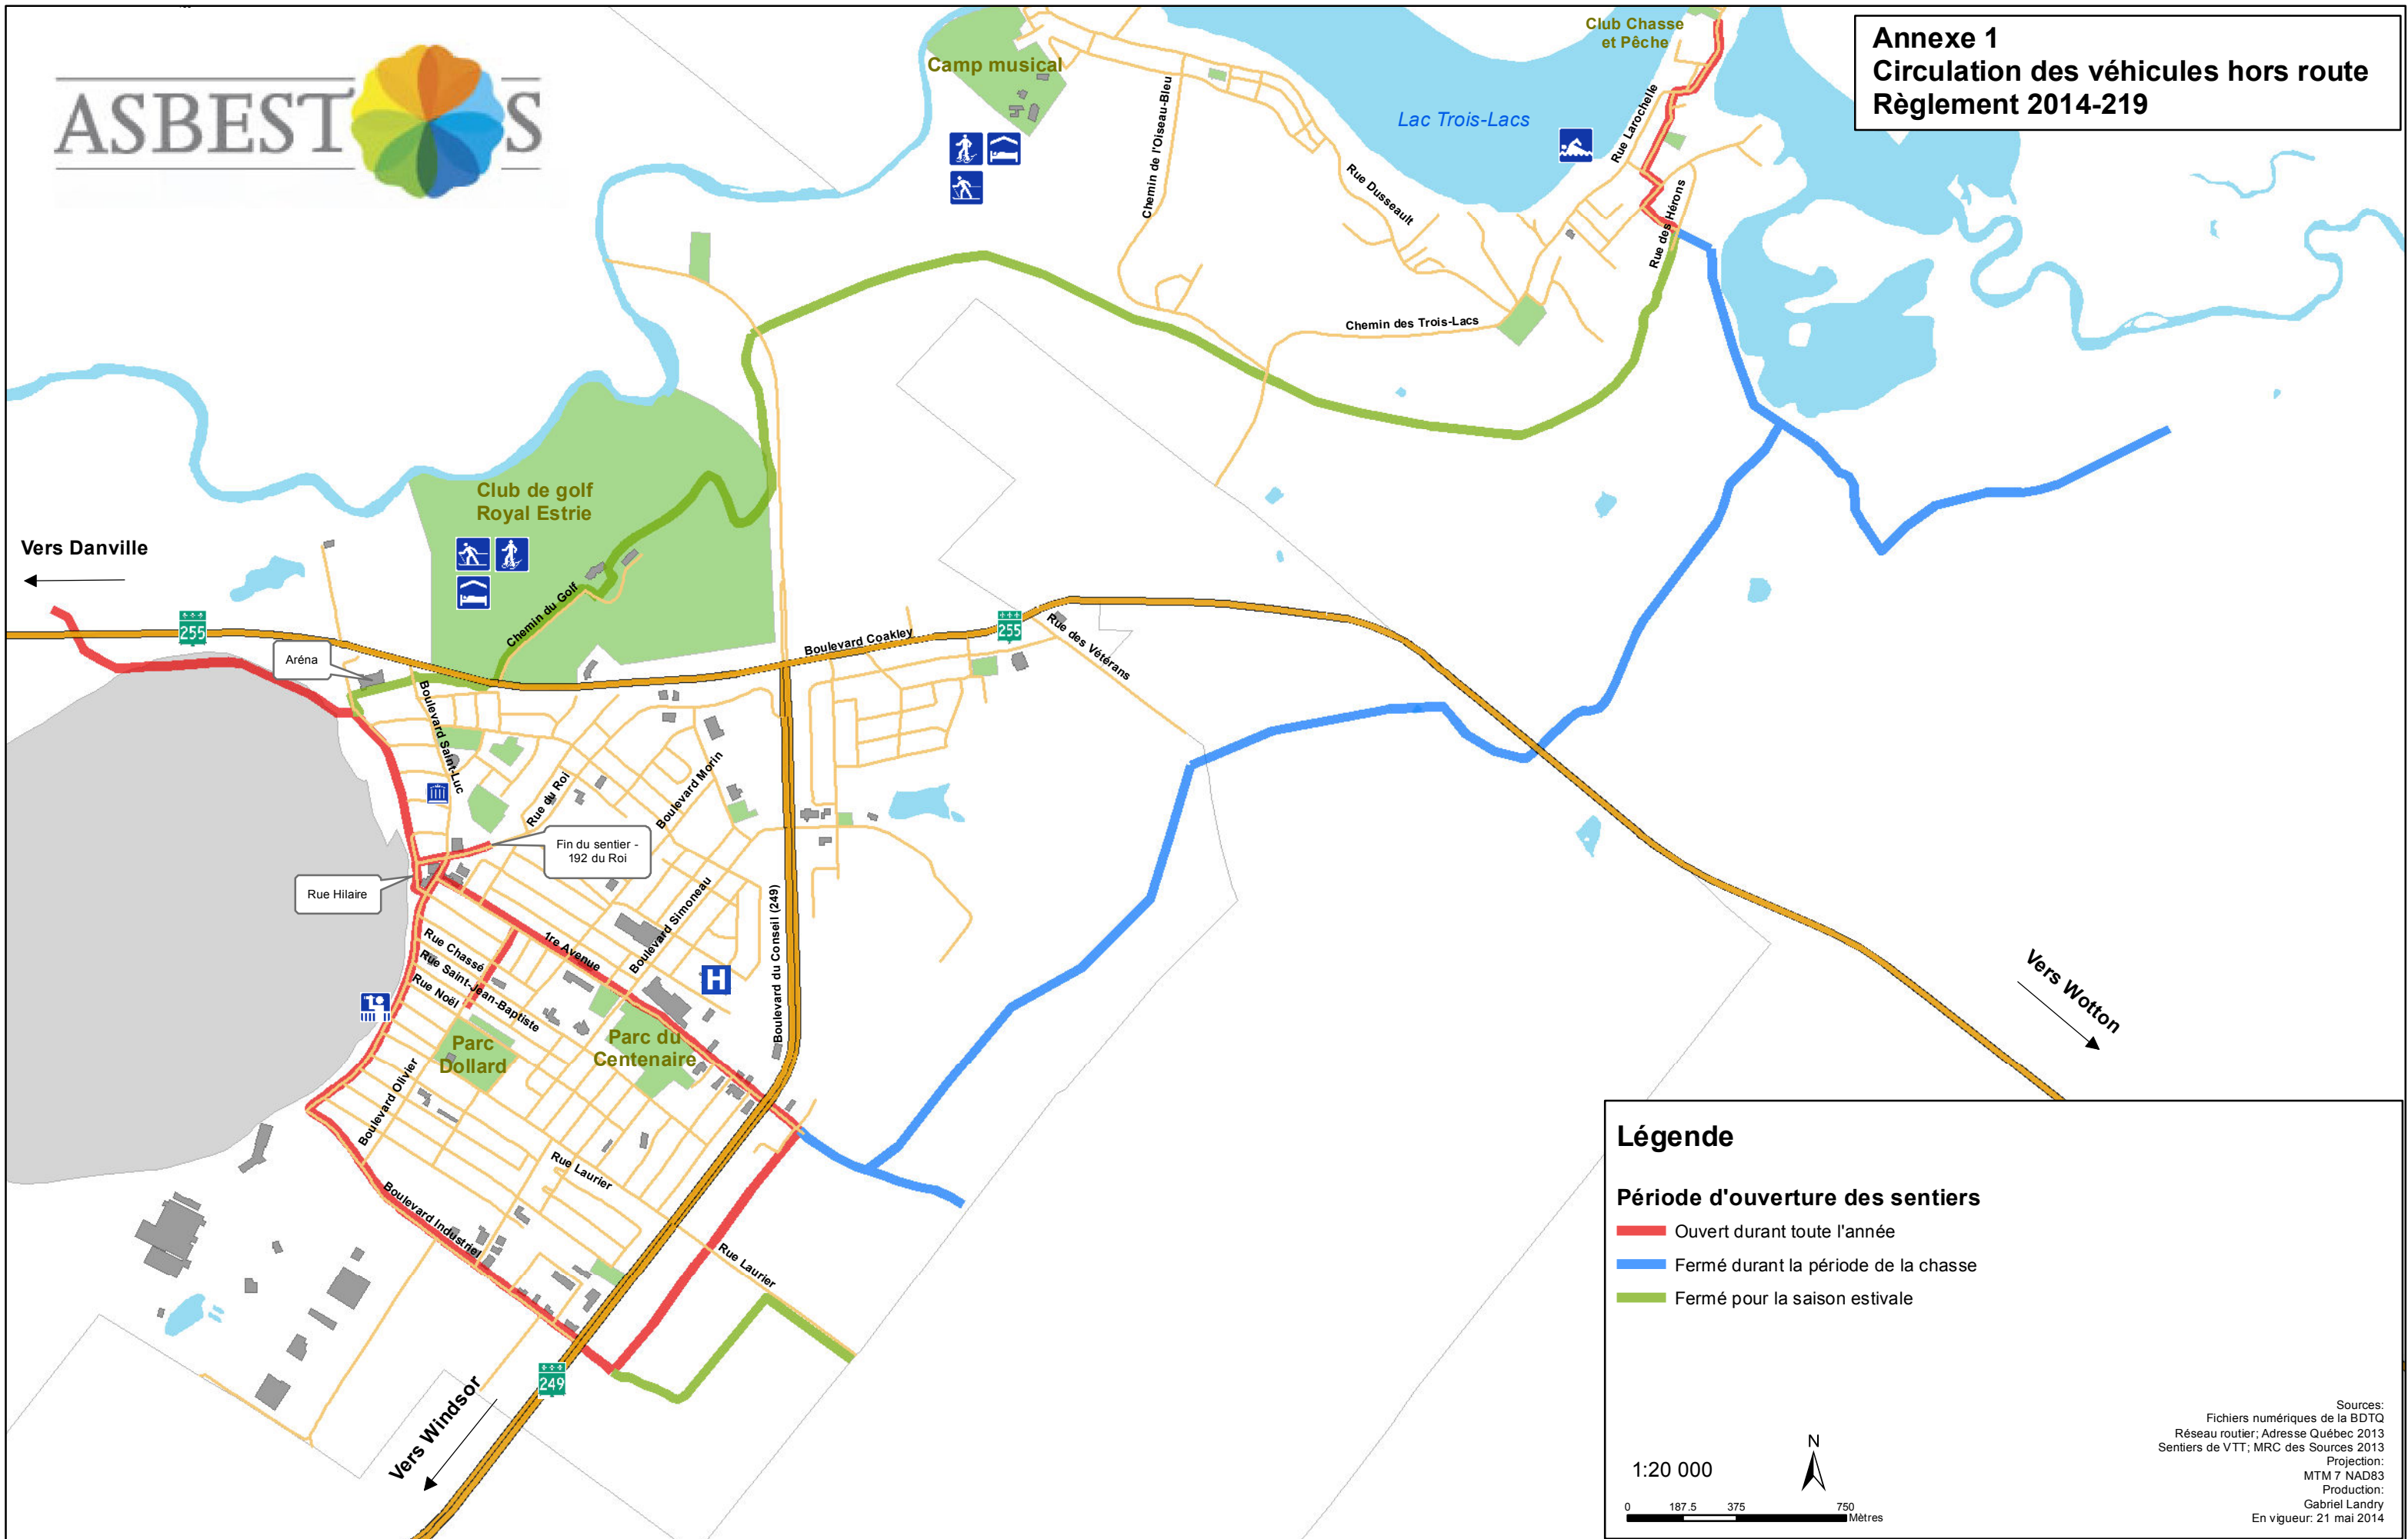 ASBESTOS
Annexe 1
Circulation des véhicules hors route
Règlement 2014-219
Club Chasse
et Pêche
Camp musical
Lac Trois-Lacs
Chemin de l'Oiseau-Bleu
Rue Larochelle
Rue Dusseault
Rue des Hérons
Chemin des Trois-Lacs
Club de golf
Royal Estrie
Vers Danville
255
Chemin du Golf
Aréna
Boulevard Coakley
255
Rue des Vétérans
Boulevard Saint-Luc
Rue du Roi
Boulevard Morin
Fin du sentier -
192 du Roi
Rue Hilaire
Boulevard Simoneau
Boulevard du Conseil (249)
1re Avenue
Rue Chassé
Rue Saint-Jean-Baptiste
Rue Noël
H
Parc
Dollard
Parc du
Centenaire
Boulevard Olivier
Rue Laurier
Boulevard Industriel
Rue Laurier
249
Vers Windsor
Vers Wotton
Légende
Période d'ouverture des sentiers
Ouvert durant toute l'année
Fermé durant la période de la chasse
Fermé pour la saison estivale
1:20 000
N
0 187.5 375 750
Mètres
Sources:
Fichiers numériques de la BDTQ
Réseau routier; Adresse Québec 2013
Sentiers de VTT; MRC des Sources 2013
Projection:
MTM 7 NAD83
Production:
Gabriel Landry
En vigueur: 21 mai 2014